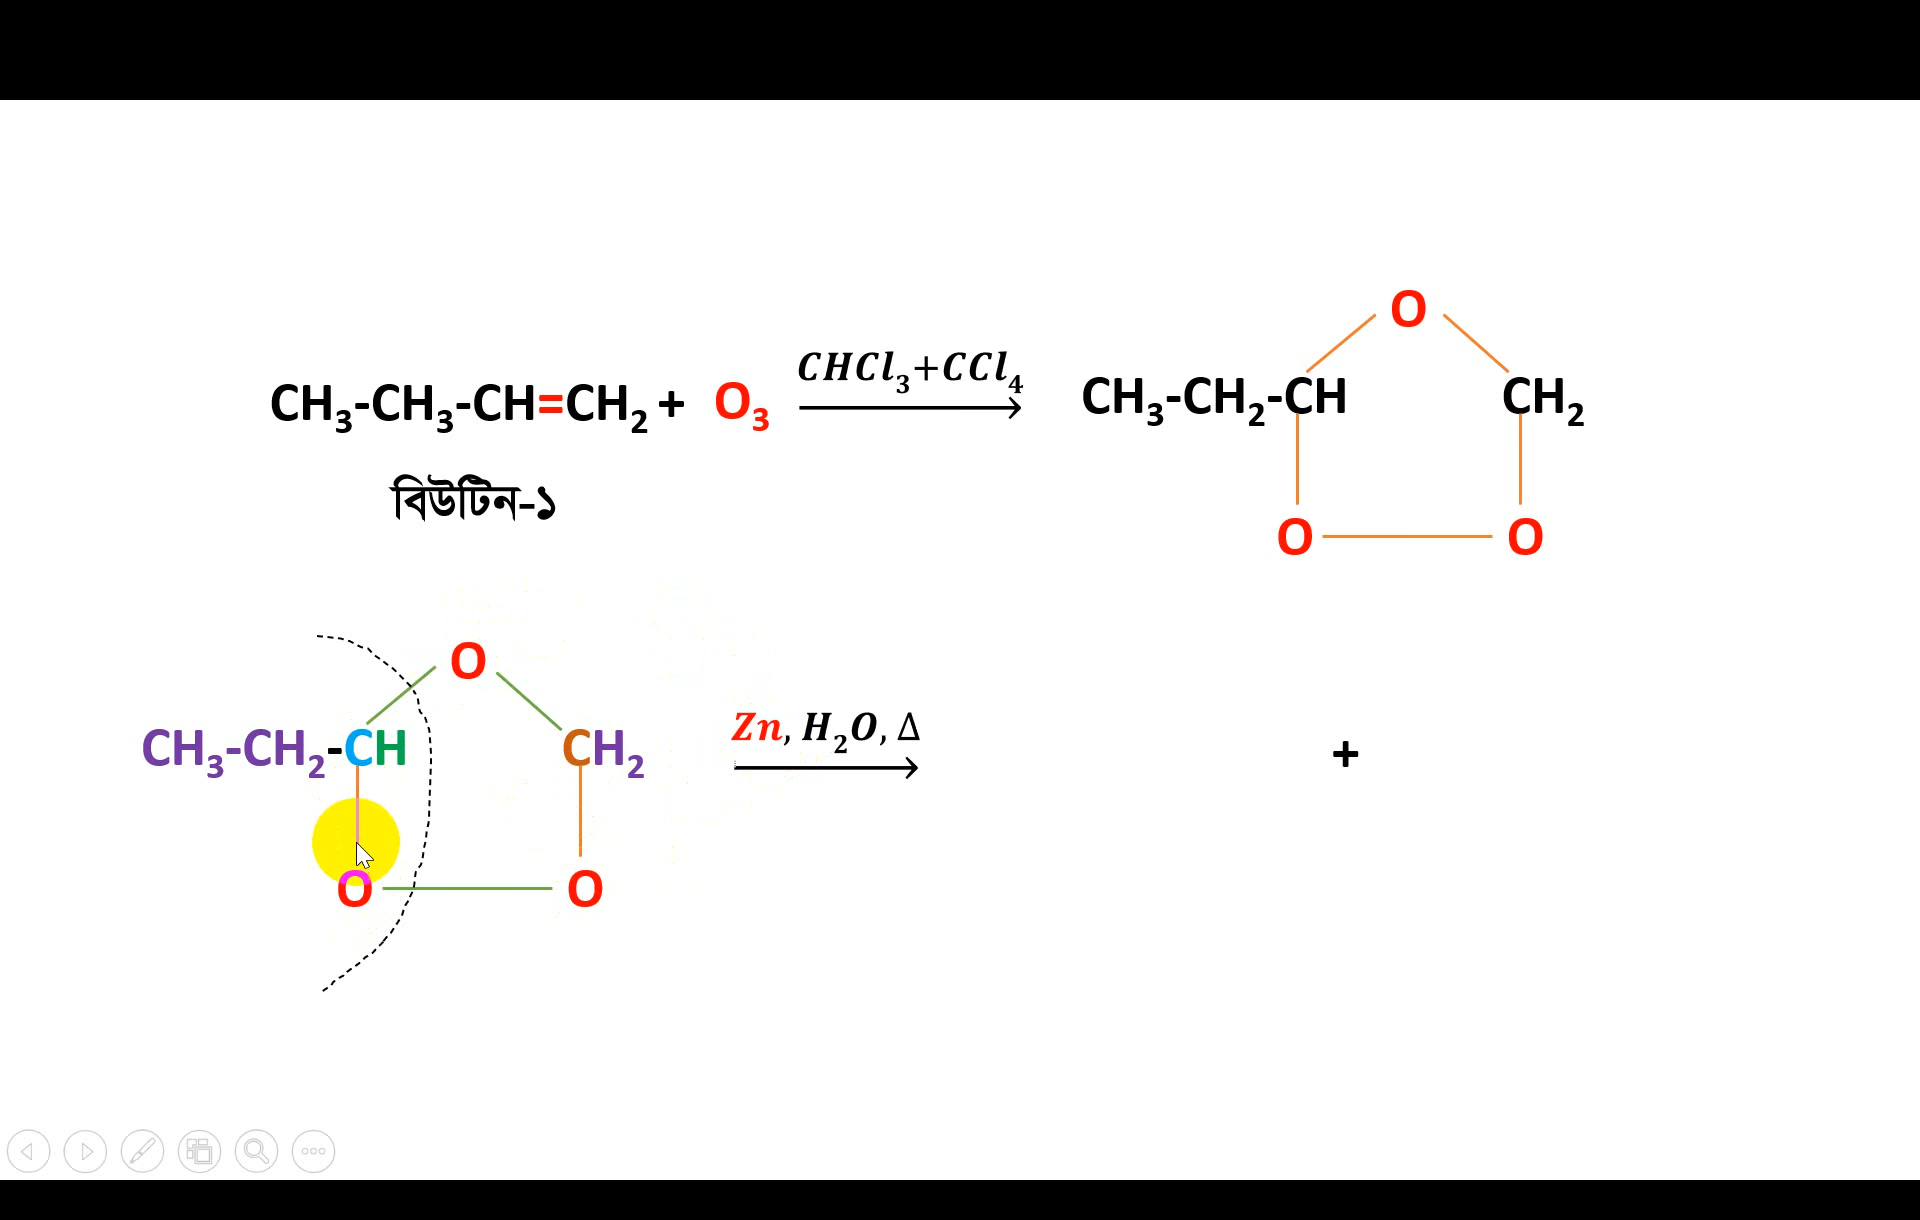 O
CH₃-CH₃-CH=CH₂ + O₃ CHCl₃+CCl₄ CH₃-CH₂-CH CH₂
বিউটিন-১
O O
O
CH₃-CH₂-CH CH₂ Zn, H₂O, Δ +
O O